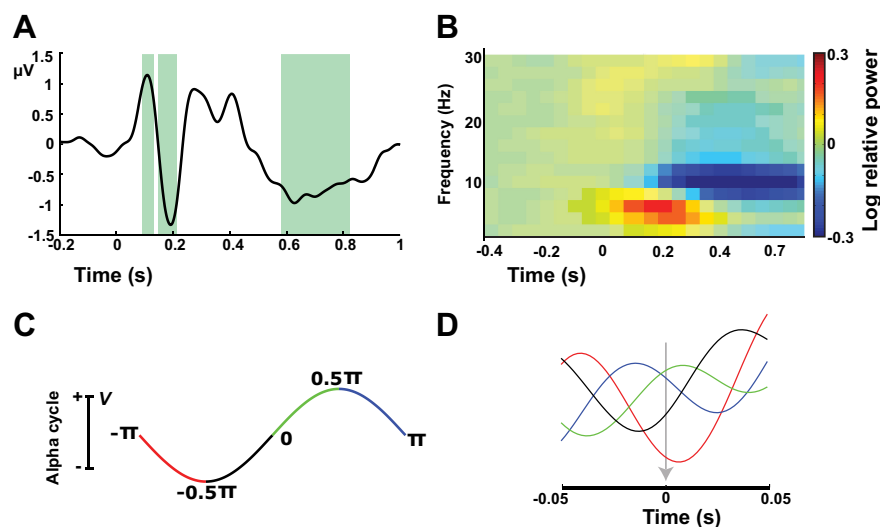 A
1.5
µV
1
0.5
0
-0.5
-1
-1.5
-0.2 0 0.2 0.4 0.6 0.8 1
Time (s)
B
30
20
10
Frequency (Hz)
-0.4 -0.2 0 0.2 0.4 0.7
Time (s)
0.3
0
-0.3
Log relative power
C
Alpha cycle
+ V
-
-π
-0.5π
0
0.5π
π
D
-0.05 0 0.05
Time (s)